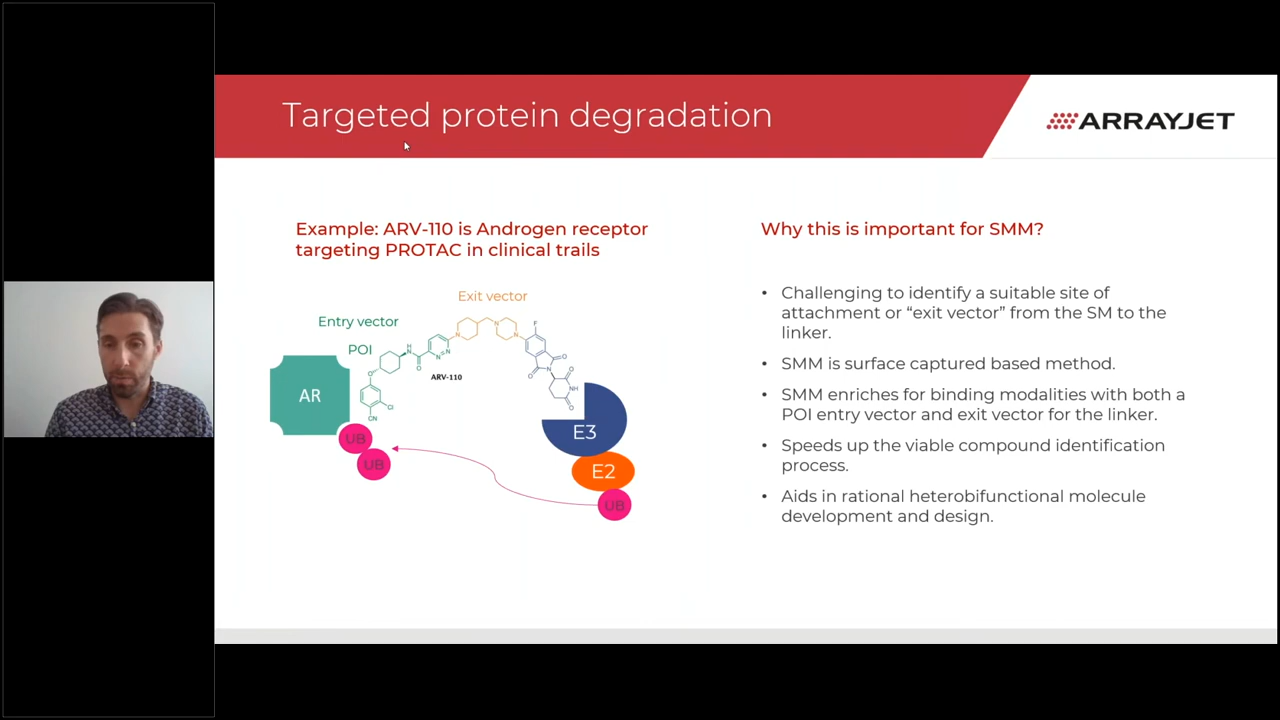 Targeted protein degradation
ARRAYJET
Example: ARV-110 is Androgen receptor
targeting PROTAC in clinical trails
Exit vector
Entry vector
POI
AR
ARV-110
H
N
O
N
N
N
N
N
F
O
O
N
O
NH
O
O
Cl
CN
UB
UB
E3
E2
UB
Why this is important for SMM?
• Challenging to identify a suitable site of
attachment or “exit vector” from the SM to the
linker.
• SMM is surface captured based method.
• SMM enriches for binding modalities with both a
POI entry vector and exit vector for the linker.
• Speeds up the viable compound identification
process.
• Aids in rational heterobifunctional molecule
development and design.